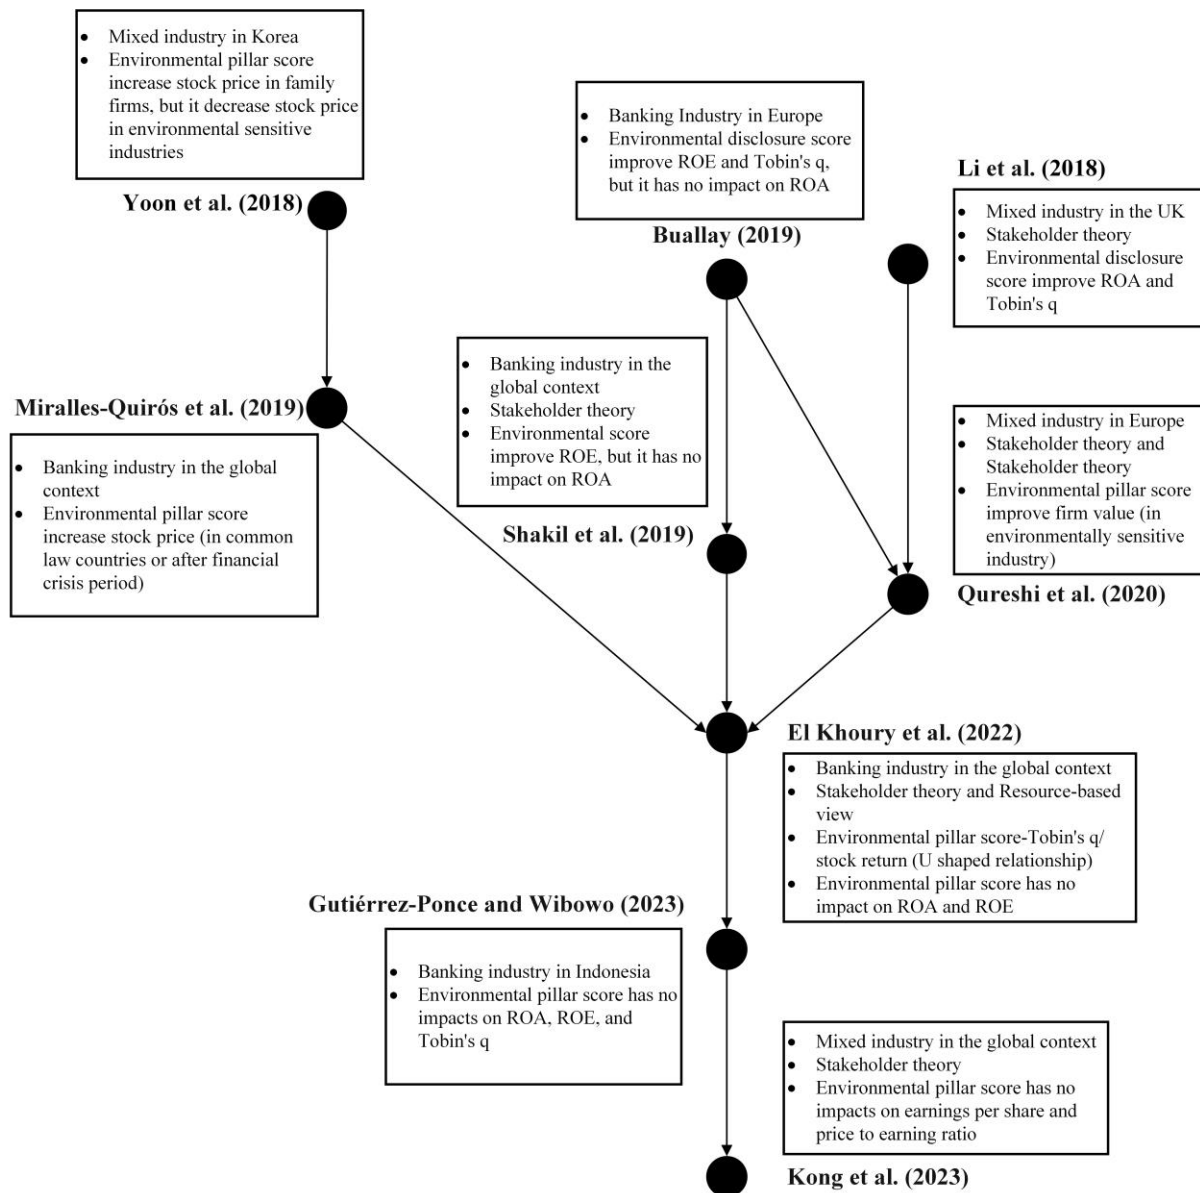 • Mixed industry in Korea
• Environmental pillar score
increase stock price in family
firms, but it decrease stock price
in environmental sensitive
industries
Yoon et al. (2018)
• Banking Industry in Europe
• Environmental disclosure score
improve ROE and Tobin's q,
but it has no impact on ROA
Buallay (2019)
Li et al. (2018)
• Mixed industry in the UK
• Stakeholder theory
• Environmental disclosure
score improve ROA and
Tobin's q
Miralles-Quirós et al. (2019)
• Banking industry in the global
context
• Environmental pillar score
increase stock price (in common
law countries or after financial
crisis period)
• Banking industry in the
global context
• Stakeholder theory
• Environmental score
improve ROE, but it has no
impact on ROA
Shakil et al. (2019)
• Mixed industry in Europe
• Stakeholder theory and
Stakeholder theory
• Environmental pillar score
improve firm value (in
environmentally sensitive
industry)
Qureshi et al. (2020)
El Khoury et al. (2022)
• Banking industry in the global context
• Stakeholder theory and Resource-based
view
• Environmental pillar score-Tobin's q/
stock return (U shaped relationship)
• Environmental pillar score has no
impact on ROA and ROE
Gutiérrez-Ponce and Wibowo (2023)
• Banking industry in Indonesia
• Environmental pillar score has no
impacts on ROA, ROE, and
Tobin's q
• Mixed industry in the global context
• Stakeholder theory
• Environmental pillar score has no
impacts on earnings per share and
price to earning ratio
Kong et al. (2023)